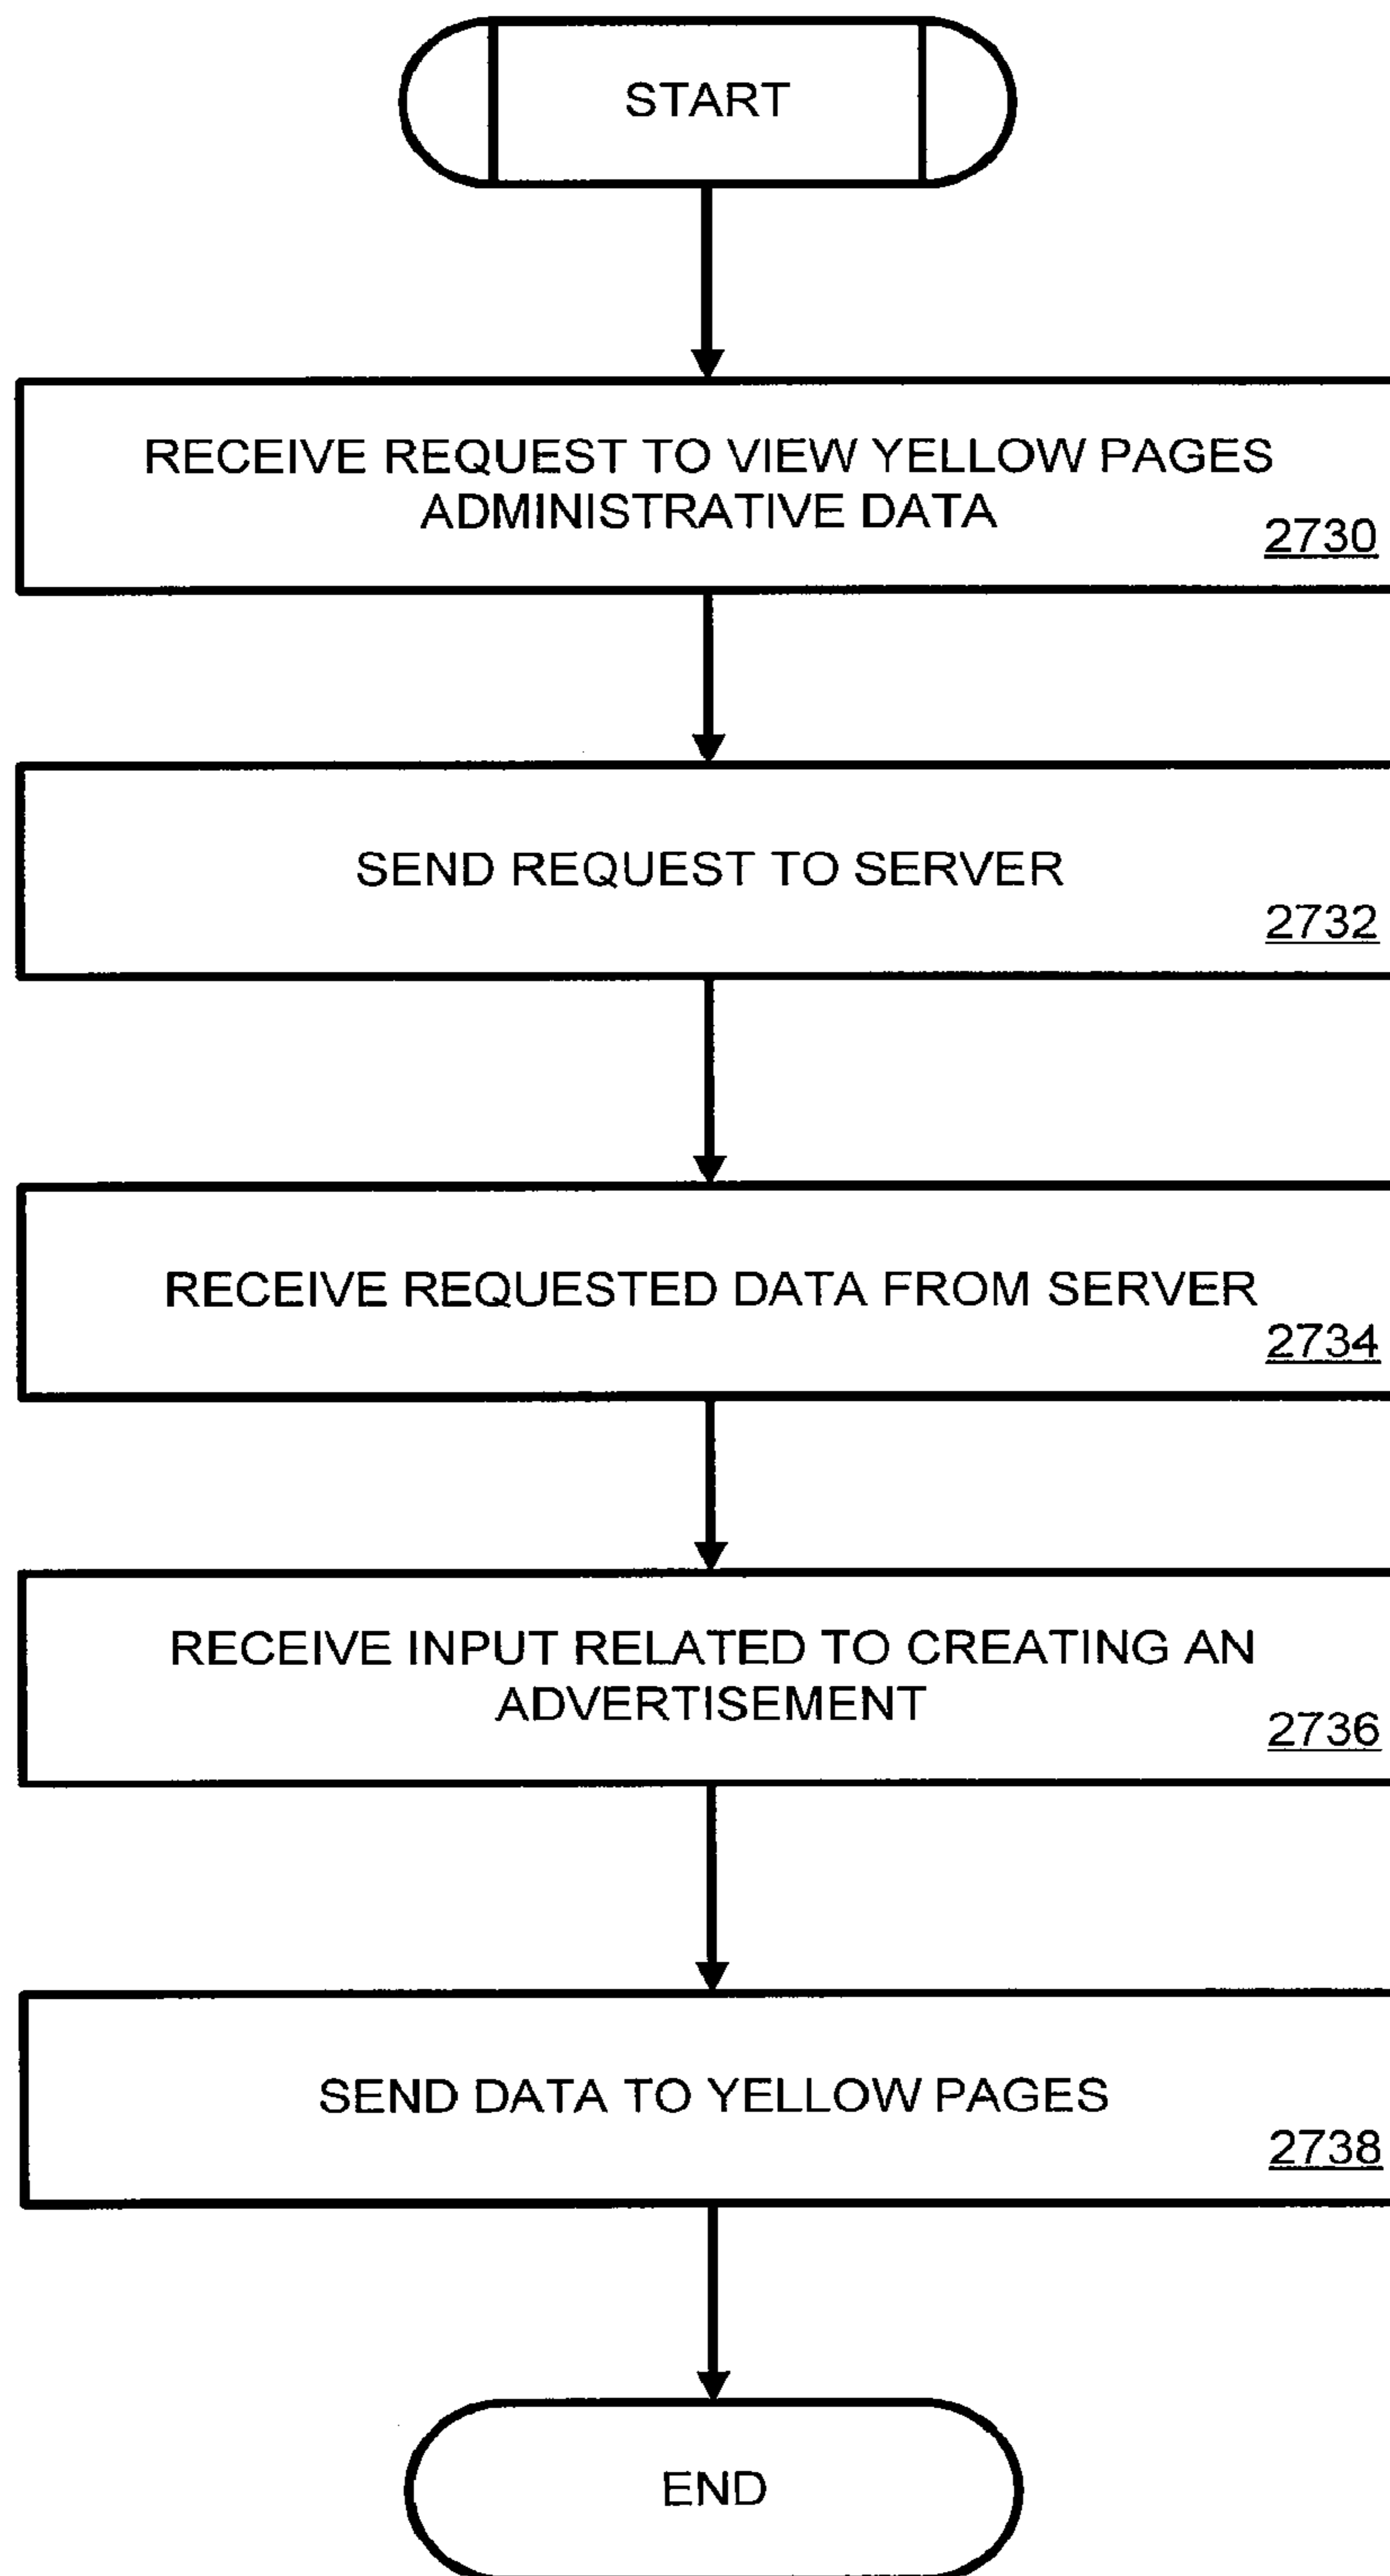 START
RECEIVE REQUEST TO VIEW YELLOW PAGES
ADMINISTRATIVE DATA
2730
SEND REQUEST TO SERVER
2732
RECEIVE REQUESTED DATA FROM SERVER
2734
RECEIVE INPUT RELATED TO CREATING AN
ADVERTISEMENT
2736
SEND DATA TO YELLOW PAGES
2738
END